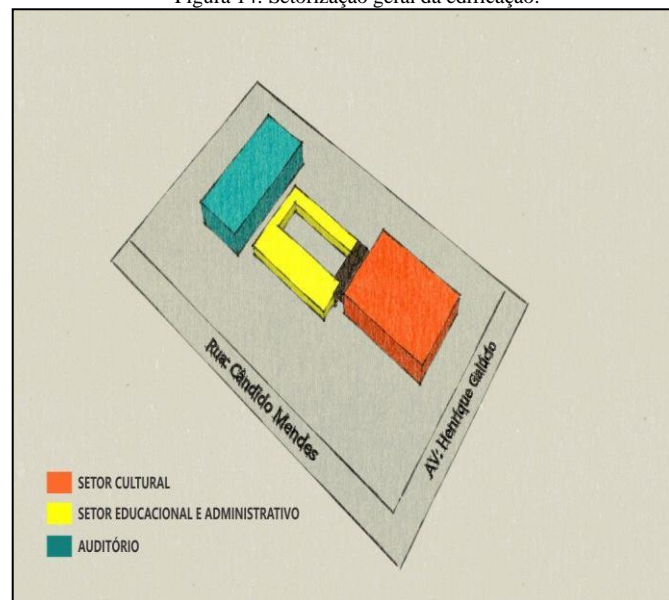 Figura 14: Setorização geral da edificação.
Rua: Cândido Mendes
AV: Henrique Galúcio
SETOR CULTURAL
SETOR EDUCACIONAL E ADMINISTRATIVO
AUDITÓRIO